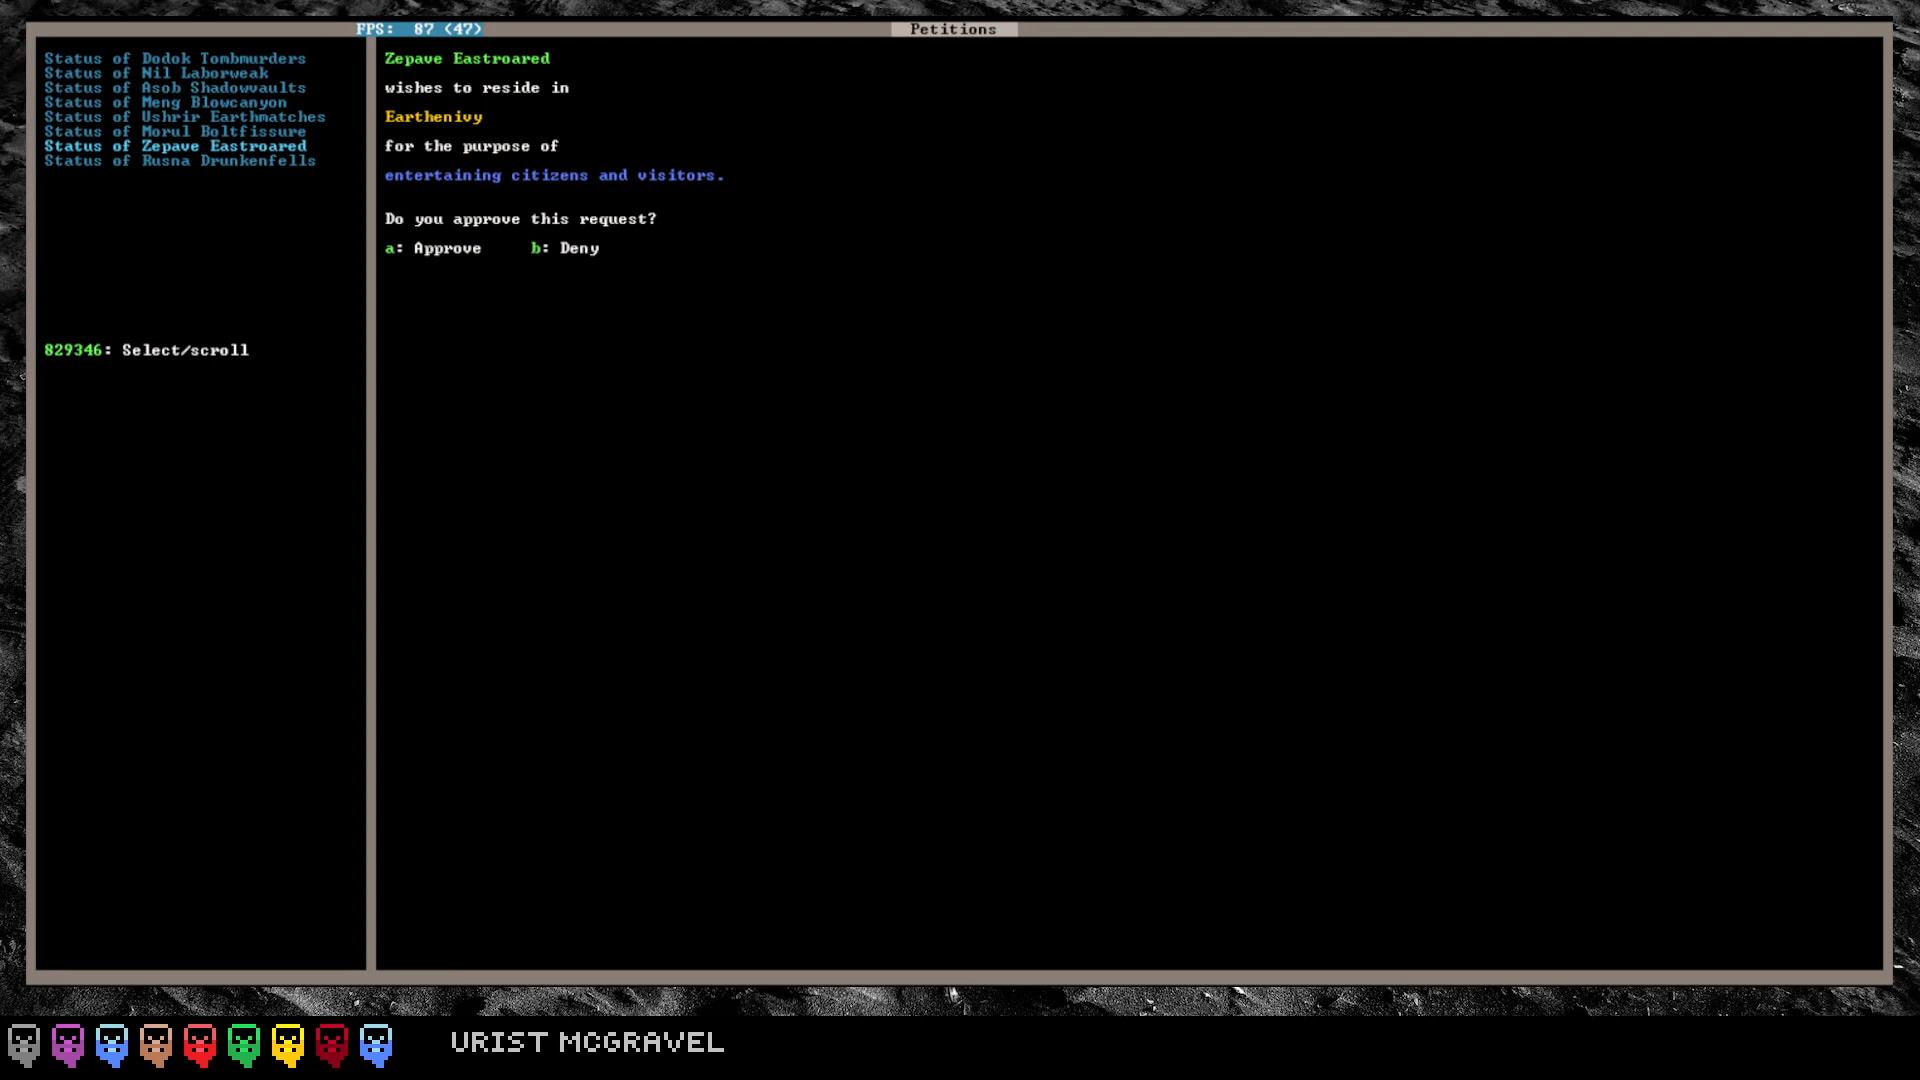 FPS: 87 (47)
Petitions
Status of Dodok Tombmurders
Status of Nil Laborweak
Status of Asob Shadowvaults
Status of Meng Blowcanyon
Status of Ushrir Earthmatches
Status of Morul Boltfissure
Status of Zepave Eastroared
Status of Rusna Drunkenfells
829346: Select/scroll
Zepave Eastroared
wishes to reside in
Earthenivy
for the purpose of
entertaining citizens and visitors.
Do you approve this request?
a: Approve b: Deny
URIST MCGRAVEL